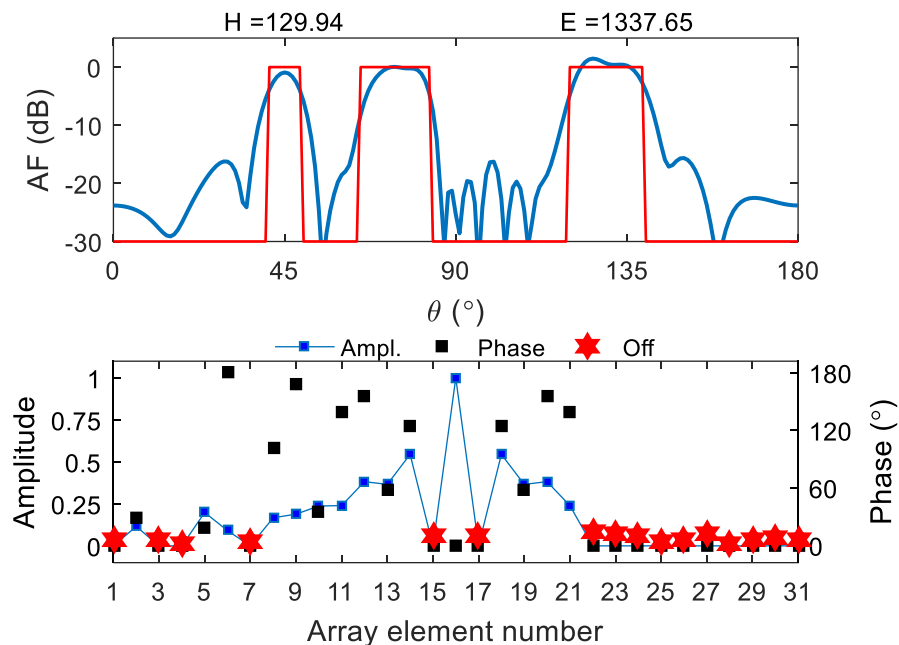 H =129.94 E =1337.65
0
-10
-20
-30
AF (dB)
0 45 90 135 180
θ (°)
Ampl. Phase Off
1
0.75
0.5
0.25
0
Amplitude
180
120
60
0
Phase (°)
1 3 5 7 9 11 13 15 17 19 21 23 25 27 29 31
Array element number